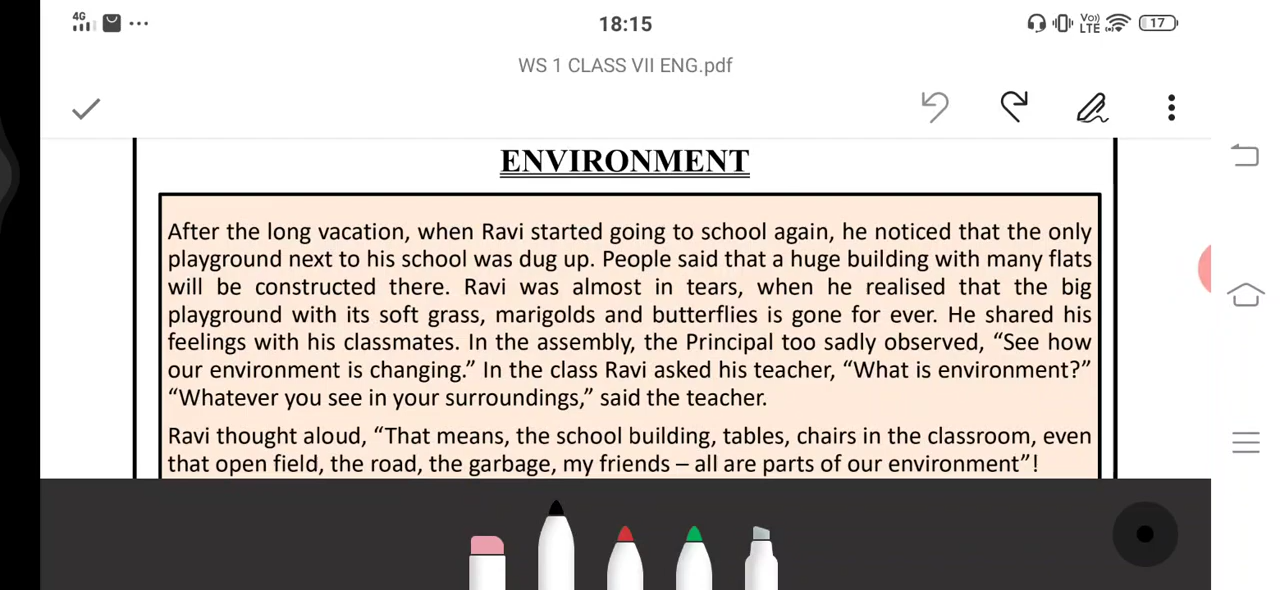 4G
18:15
Vo)
LTE
17
WS 1 CLASS VII ENG.pdf
ENVIRONMENT
After the long vacation, when Ravi started going to school again, he noticed that the only
playground next to his school was dug up. People said that a huge building with many flats
will be constructed there. Ravi was almost in tears, when he realised that the big
playground with its soft grass, marigolds and butterflies is gone for ever. He shared his
feelings with his classmates. In the assembly, the Principal too sadly observed, “See how
our environment is changing.” In the class Ravi asked his teacher, “What is environment?”
“Whatever you see in your surroundings,” said the teacher.
Ravi thought aloud, “That means, the school building, tables, chairs in the classroom, even
that open field, the road, the garbage, my friends – all are parts of our environment”!